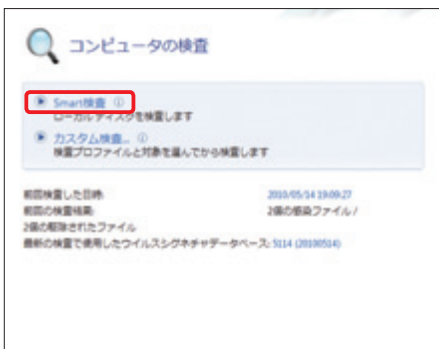 コンピュータの検査
Smart検査
ローカルディスクを検査します
カスタム検査...
検査プロファイルと対象を選んでから検査します
前回検査した日時: 2010/05/14 19:09:27
前回の検査結果: 2個の感染ファイル /
2個の駆除されたファイル
最新の検査で使用したウイルスシグネチャデータベース: 5114 (20100514)